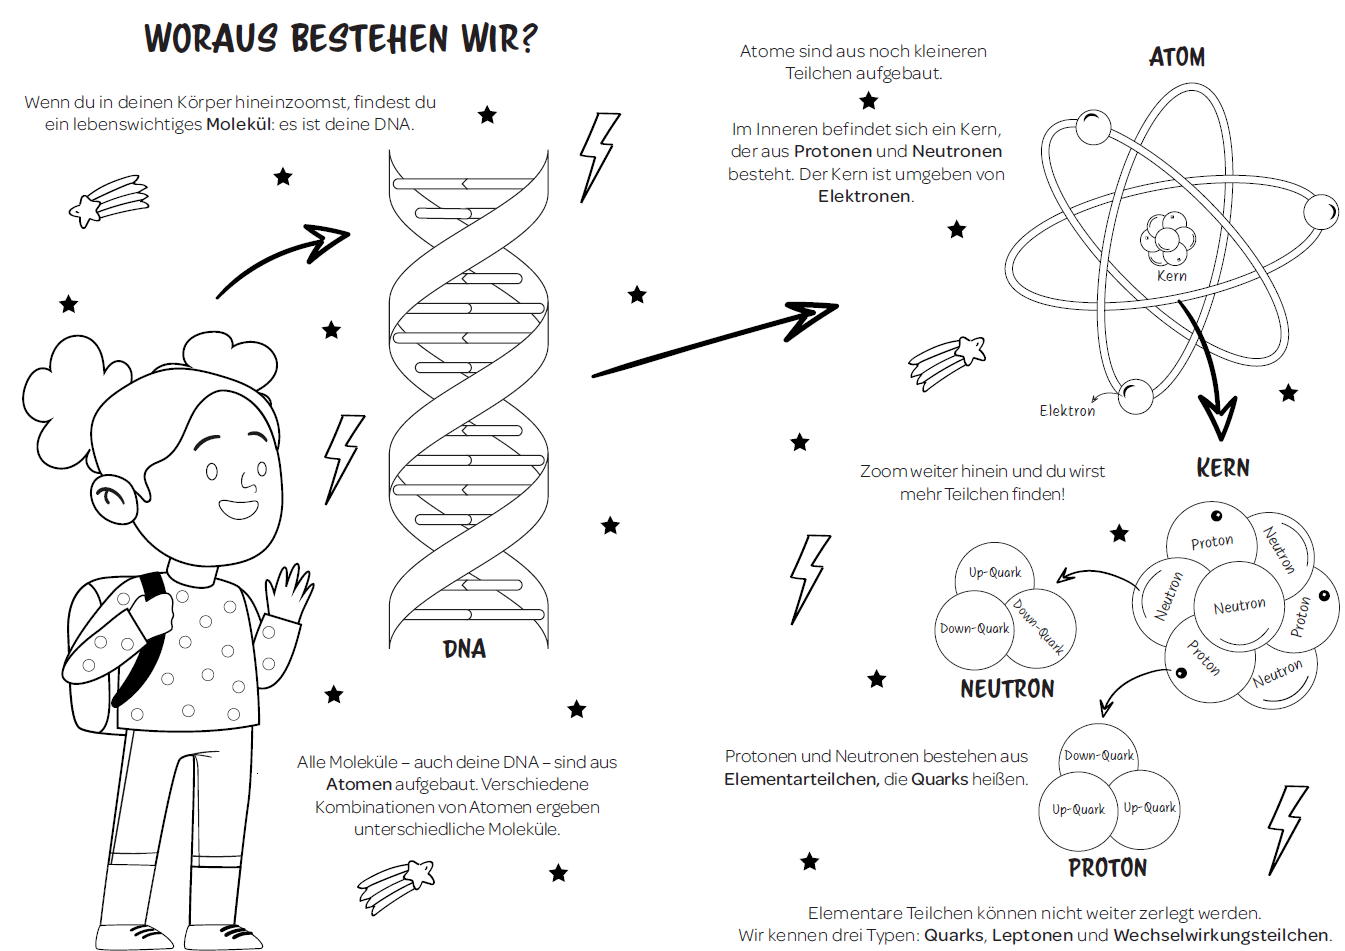 WORAUS BESTEHEN WIR?
Wenn du in deinen Körper hineinzoomst, findest du
ein lebenswichtiges Molekül: es ist deine DNA.
DNA
Alle Moleküle – auch deine DNA – sind aus
Atomen aufgebaut. Verschiedene
Kombinationen von Atomen ergeben
unterschiedliche Moleküle.
Atome sind aus noch kleineren
Teilchen aufgebaut.
Im Inneren befindet sich ein Kern,
der aus Protonen und Neutronen
besteht. Der Kern ist umgeben von
Elektronen.
ATOM
Kern
Elektron
KERN
Zoom weiter hinein und du wirst
mehr Teilchen finden!
Proton
Neutron
Neutron
Neutron
Proton
Proton
Neutron
Up-Quark
Down-Quark
Down-Quark
NEUTRON
Protonen und Neutronen bestehen aus
Elementarteilchen, die Quarks heißen.
Down-Quark
Up-Quark
Up-Quark
PROTON
Elementare Teilchen können nicht weiter zerlegt werden.
Wir kennen drei Typen: Quarks, Leptonen und Wechselwirkungsteilchen.